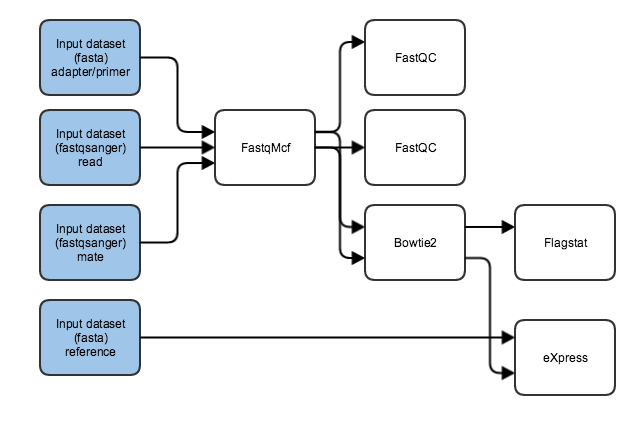 Input dataset
(fasta)
adapter/primer
FastQC
Input dataset
(fastqsanger)
read
FastqMcf
FastQC
Input dataset
(fastqsanger)
mate
Bowtie2
Flagstat
Input dataset
(fasta)
reference
eXpress